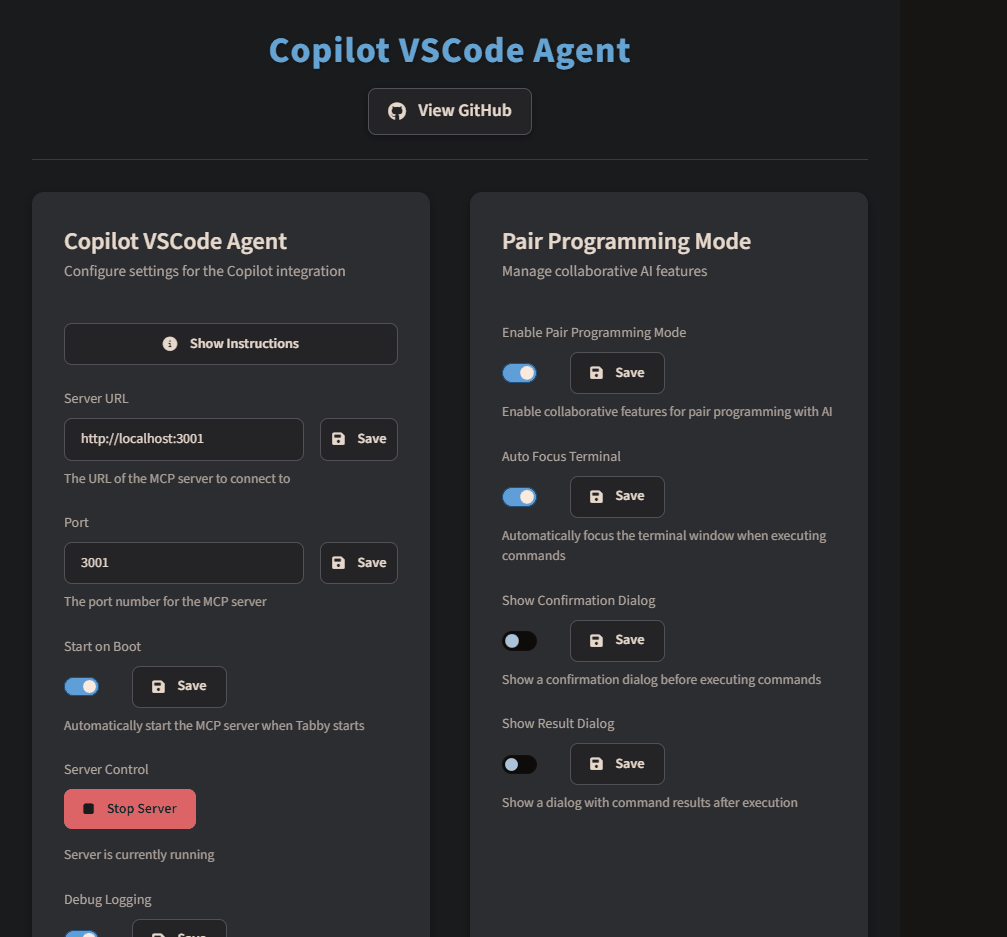 Copilot VSCode Agent
View GitHub
Copilot VSCode Agent
Configure settings for the Copilot integration
Show Instructions
Server URL
http://localhost:3001
Save
The URL of the MCP server to connect to
Port
3001
Save
The port number for the MCP server
Start on Boot
Save
Automatically start the MCP server when Tabby starts
Server Control
Stop Server
Server is currently running
Debug Logging
Save
Pair Programming Mode
Manage collaborative AI features
Enable Pair Programming Mode
Save
Enable collaborative features for pair programming with AI
Auto Focus Terminal
Save
Automatically focus the terminal window when executing
commands
Show Confirmation Dialog
Save
Show a confirmation dialog before executing commands
Show Result Dialog
Save
Show a dialog with command results after execution